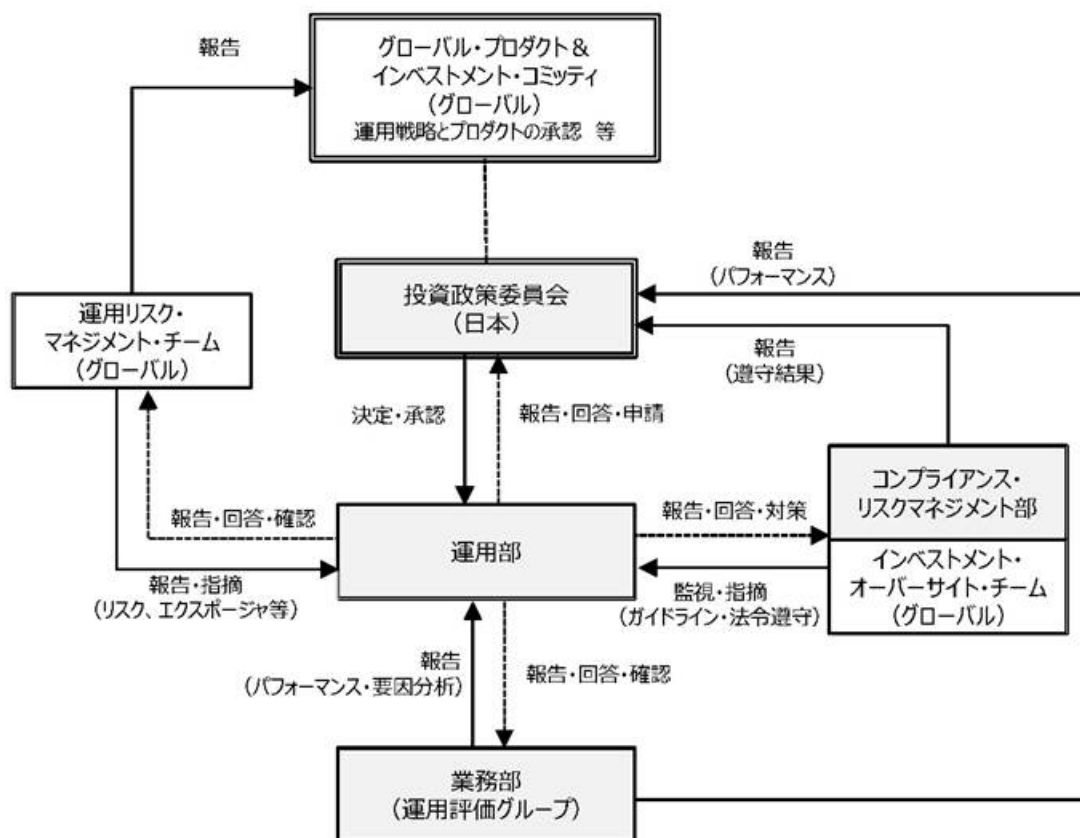 報告
グローバル・プロダクト&
インベストメント・コミッティ
(グローバル)
運用戦略とプロダクトの承認 等
報告
(パフォーマンス)
投資政策委員会
(日本)
運用リスク・
マネジメント・チーム
(グローバル)
報告
(遵守結果)
決定・承認
報告・回答・申請
コンプライアンス・
リスクマネジメント部
報告・回答・確認
報告・回答・対策
運用部
インベストメント・
オーバーサイト・チーム
(グローバル)
報告・指摘
(リスク、エクスポージャ等)
監視・指摘
(ガイドライン・法令遵守)
報告
(パフォーマンス・要因分析)
報告・回答・確認
業務部
(運用評価グループ)